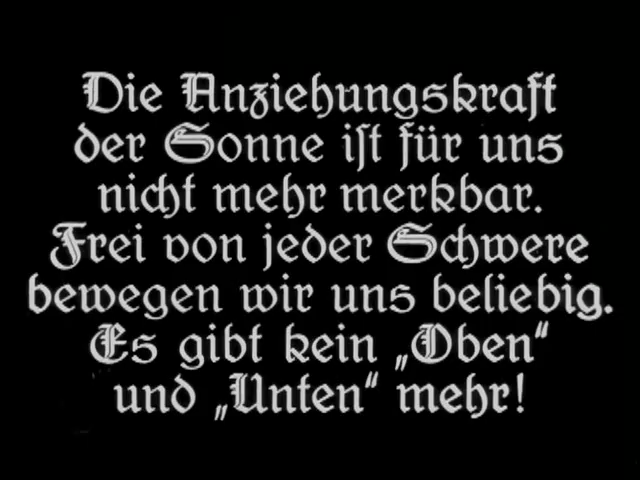 Die Anziehungskraft
der Sonne iſt für uns
nicht mehr merkbar.
Frei von jeder Schwere
bewegen wir uns beliebig.
Es gibt kein „Oben“
und „Unten“ mehr!